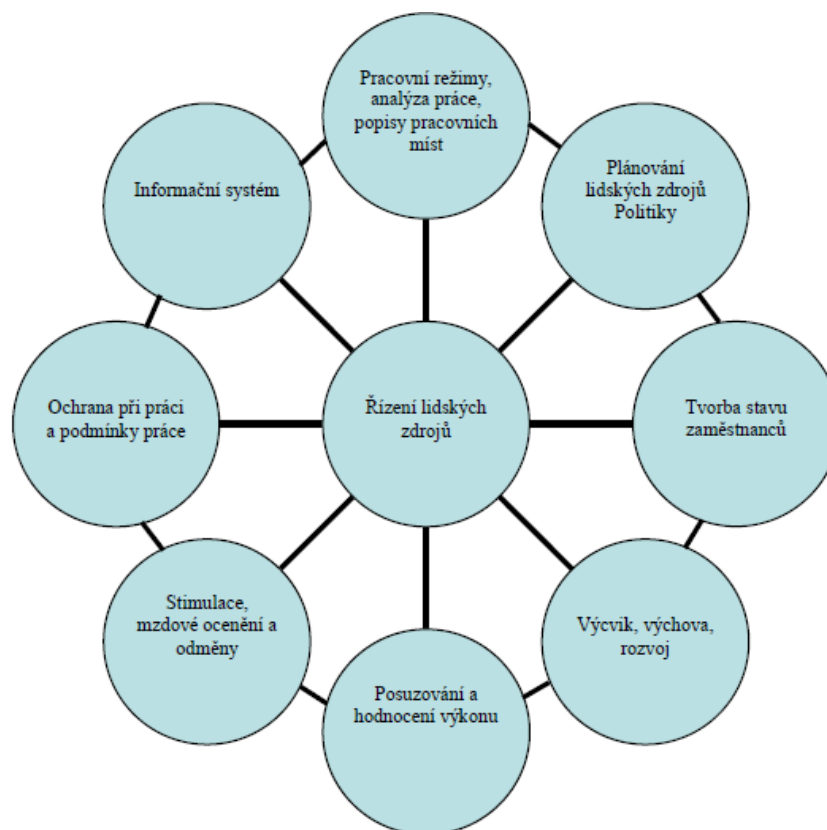 Pracovní režimy,
analýza práce,
popisy pracovních
míst
Plánování
lidských zdrojů
Politiky
Informační systém
Ochrana při práci
a podmínky práce
Řízení lidských
zdrojů
Tvorba stavu
zaměstnanců
Stimulace,
mzdové ocenění a
odměny
Výcvik, výchova,
rozvoj
Posuzování a
hodnocení výkonu